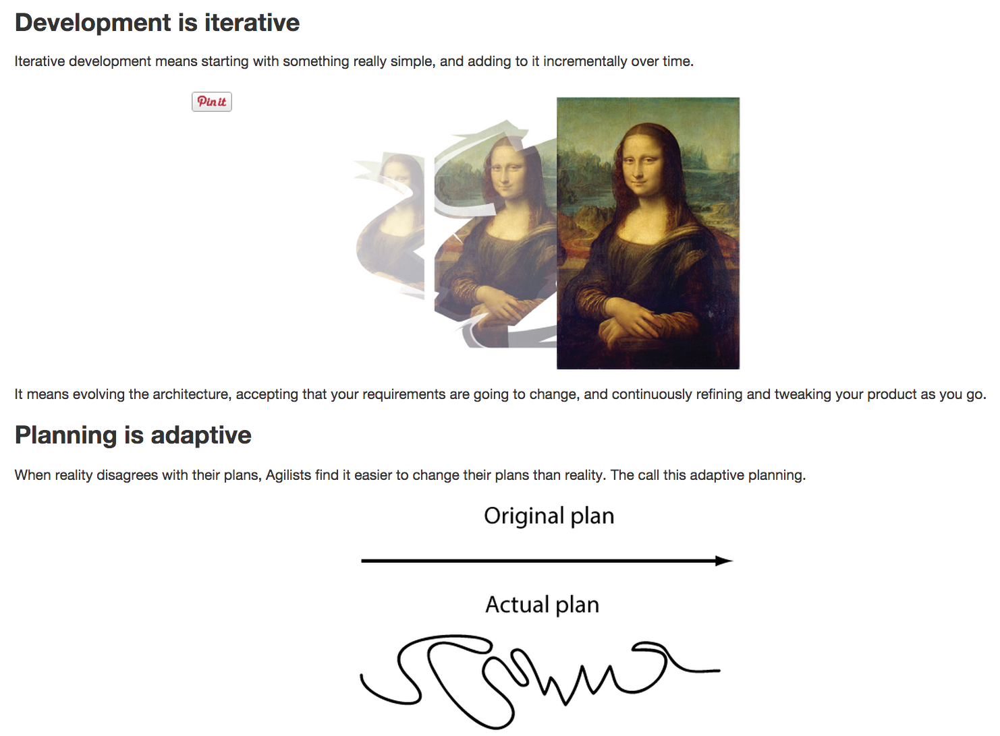 Development is iterative
Iterative development means starting with something really simple, and adding to it incrementally over time.
Pin it
It means evolving the architecture, accepting that your requirements are going to change, and continuously refining and tweaking your product as you go.
Planning is adaptive
When reality disagrees with their plans, Agilists find it easier to change their plans than reality. The call this adaptive planning.
Original plan
Actual plan